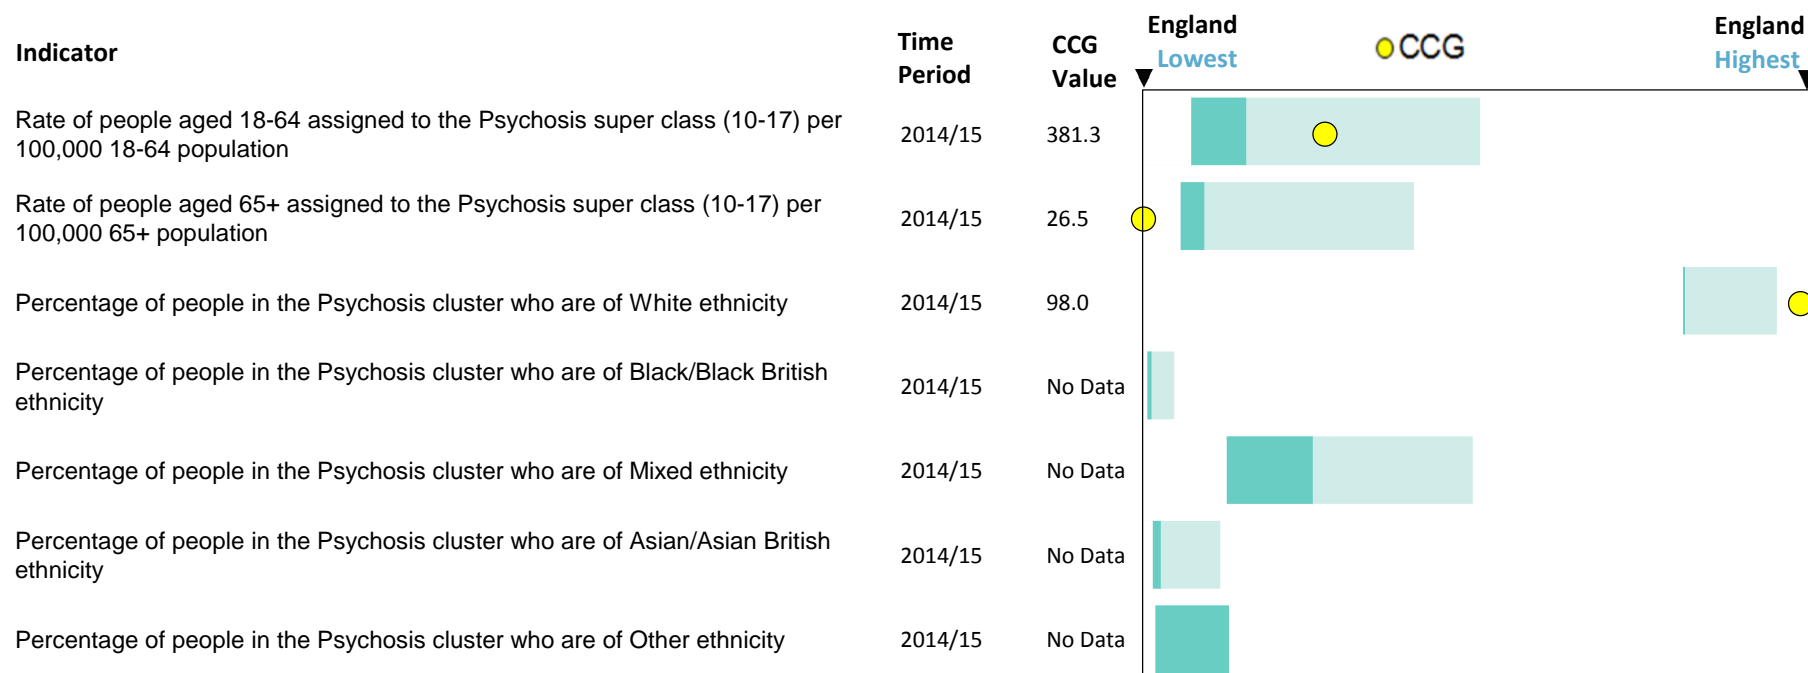 Indicator
Time Period
CCG Value
England Lowest
CCG
England Highest
Rate of people aged 18-64 assigned to the Psychosis super class (10-17) per
100,000 18-64 population
2014/15
381.3
Rate of people aged 65+ assigned to the Psychosis super class (10-17) per
100,000 65+ population
2014/15
26.5
Percentage of people in the Psychosis cluster who are of White ethnicity
2014/15
98.0
Percentage of people in the Psychosis cluster who are of Black/Black British
ethnicity
2014/15
No Data
Percentage of people in the Psychosis cluster who are of Mixed ethnicity
2014/15
No Data
Percentage of people in the Psychosis cluster who are of Asian/Asian British
ethnicity
2014/15
No Data
Percentage of people in the Psychosis cluster who are of Other ethnicity
2014/15
No Data